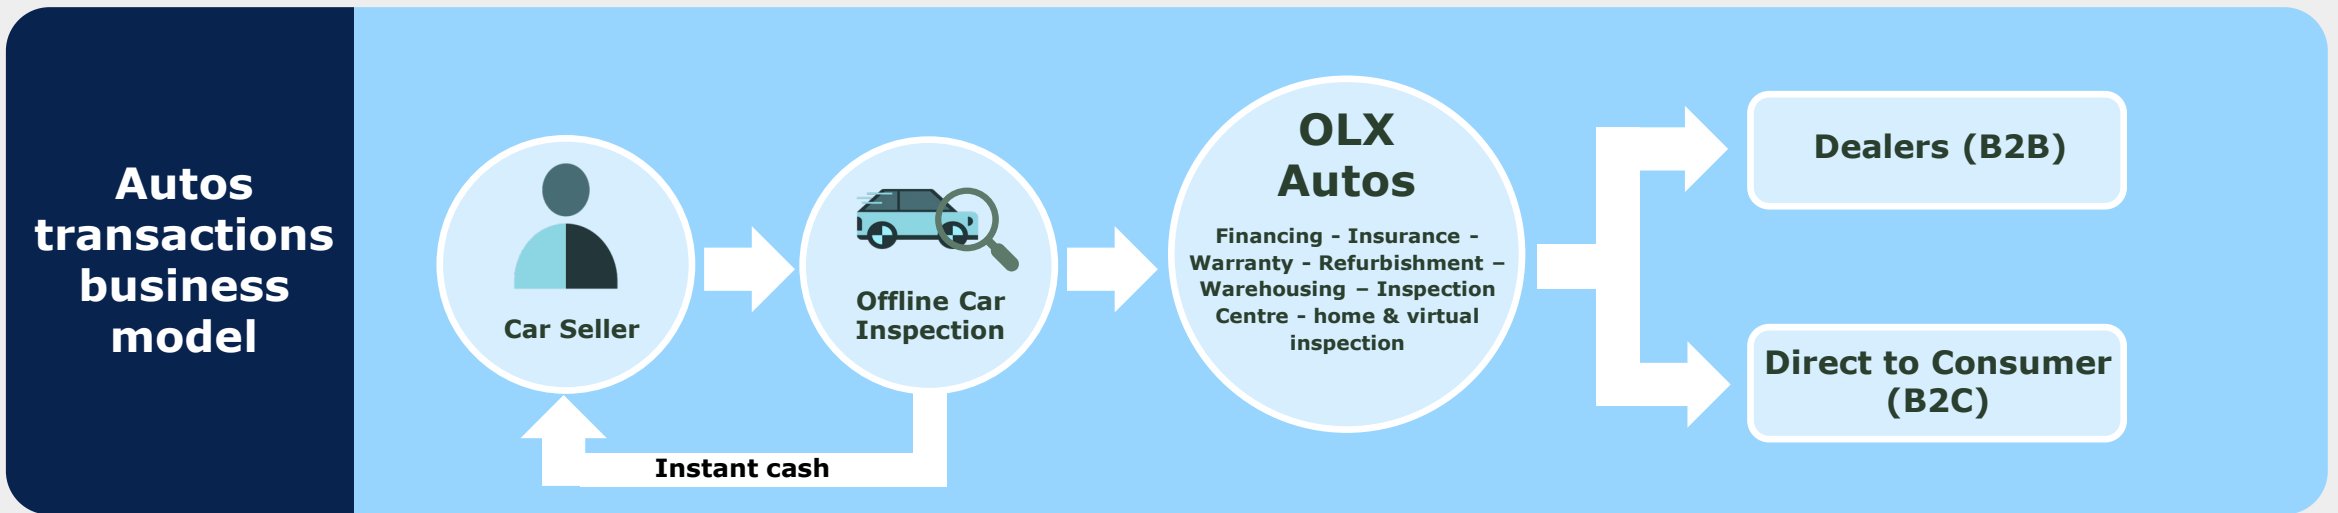 Autos
transactions
business
model
Car Seller
Offline Car
Inspection
Instant cash
OLX
Autos
Financing - Insurance -
Warranty - Refurbishment –
Warehousing – Inspection
Centre - home & virtual
inspection
Dealers (B2B)
Direct to Consumer
(B2C)